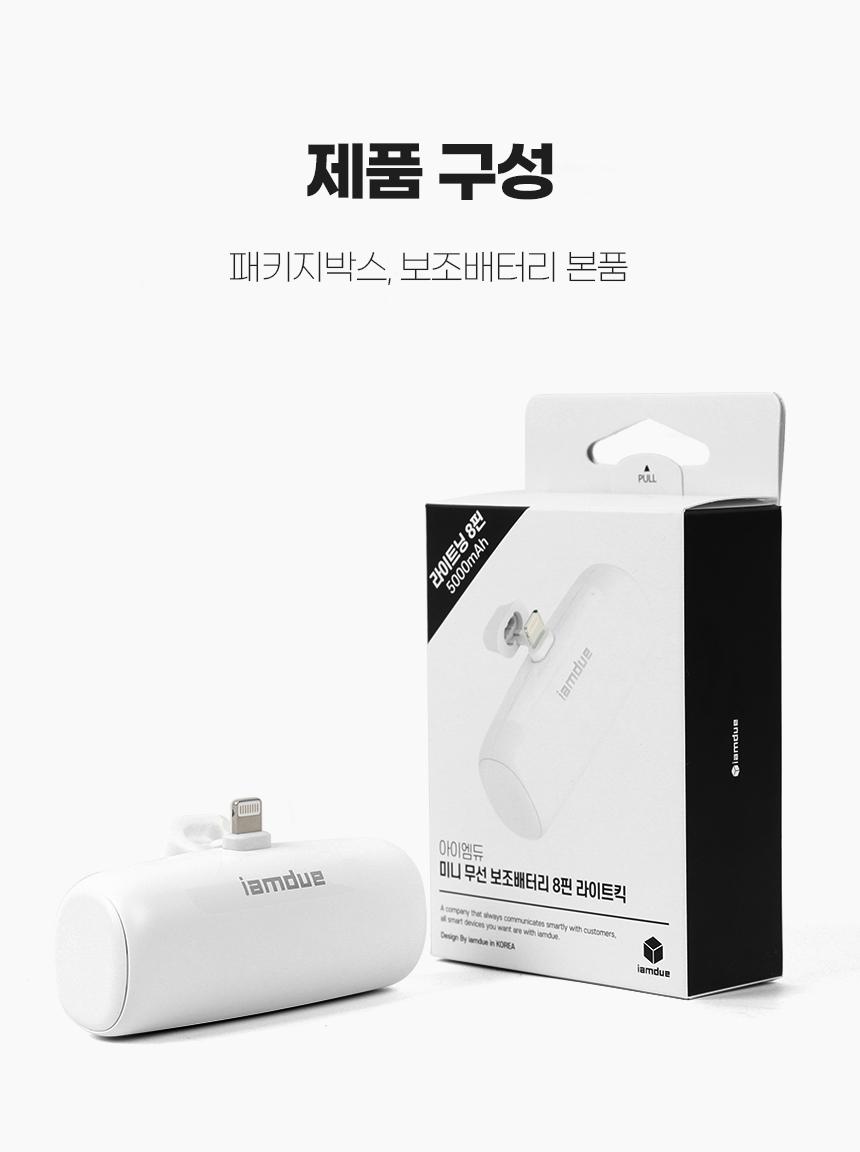 제품 구성
패키지박스, 보조배터리 본품
PULL
라이트닝 8핀
5000mAh
iamdue
iamdue
아이엠듀
미니 무선 보조배터리 8핀 라이트킥
A company that always communicates smartly with customers,
all smart devices you want are with iamdue.
Design By iamdue in KOREA
iamdue
iamdue